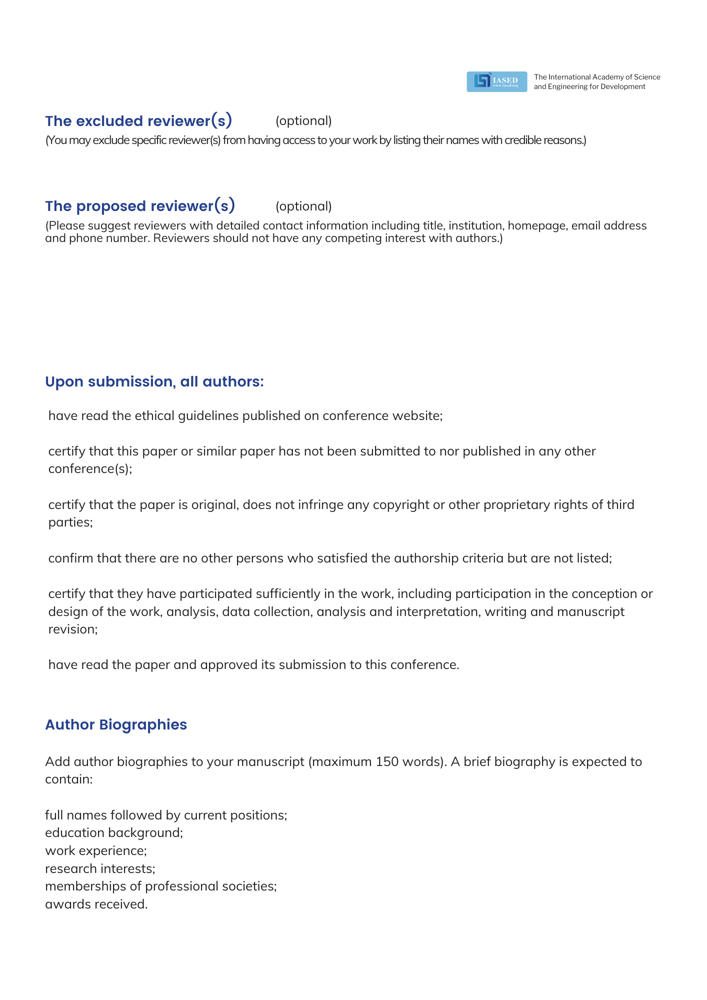 IASED
www.iased.org
The International Academy of Science
and Engineering for Development
The excluded reviewer(s) (optional)
(You may exclude specific reviewer(s) from having access to your work by listing their names with credible reasons.)
The proposed reviewer(s) (optional)
(Please suggest reviewers with detailed contact information including title, institution, homepage, email address
and phone number. Reviewers should not have any competing interest with authors.)
Upon submission, all authors:
have read the ethical guidelines published on conference website;
certify that this paper or similar paper has not been submitted to nor published in any other
conference(s);
certify that the paper is original, does not infringe any copyright or other proprietary rights of third
parties;
confirm that there are no other persons who satisfied the authorship criteria but are not listed;
certify that they have participated sufficiently in the work, including participation in the conception or
design of the work, analysis, data collection, analysis and interpretation, writing and manuscript
revision;
have read the paper and approved its submission to this conference.
Author Biographies
Add author biographies to your manuscript (maximum 150 words). A brief biography is expected to
contain:
full names followed by current positions;
education background;
work experience;
research interests;
memberships of professional societies;
awards received.